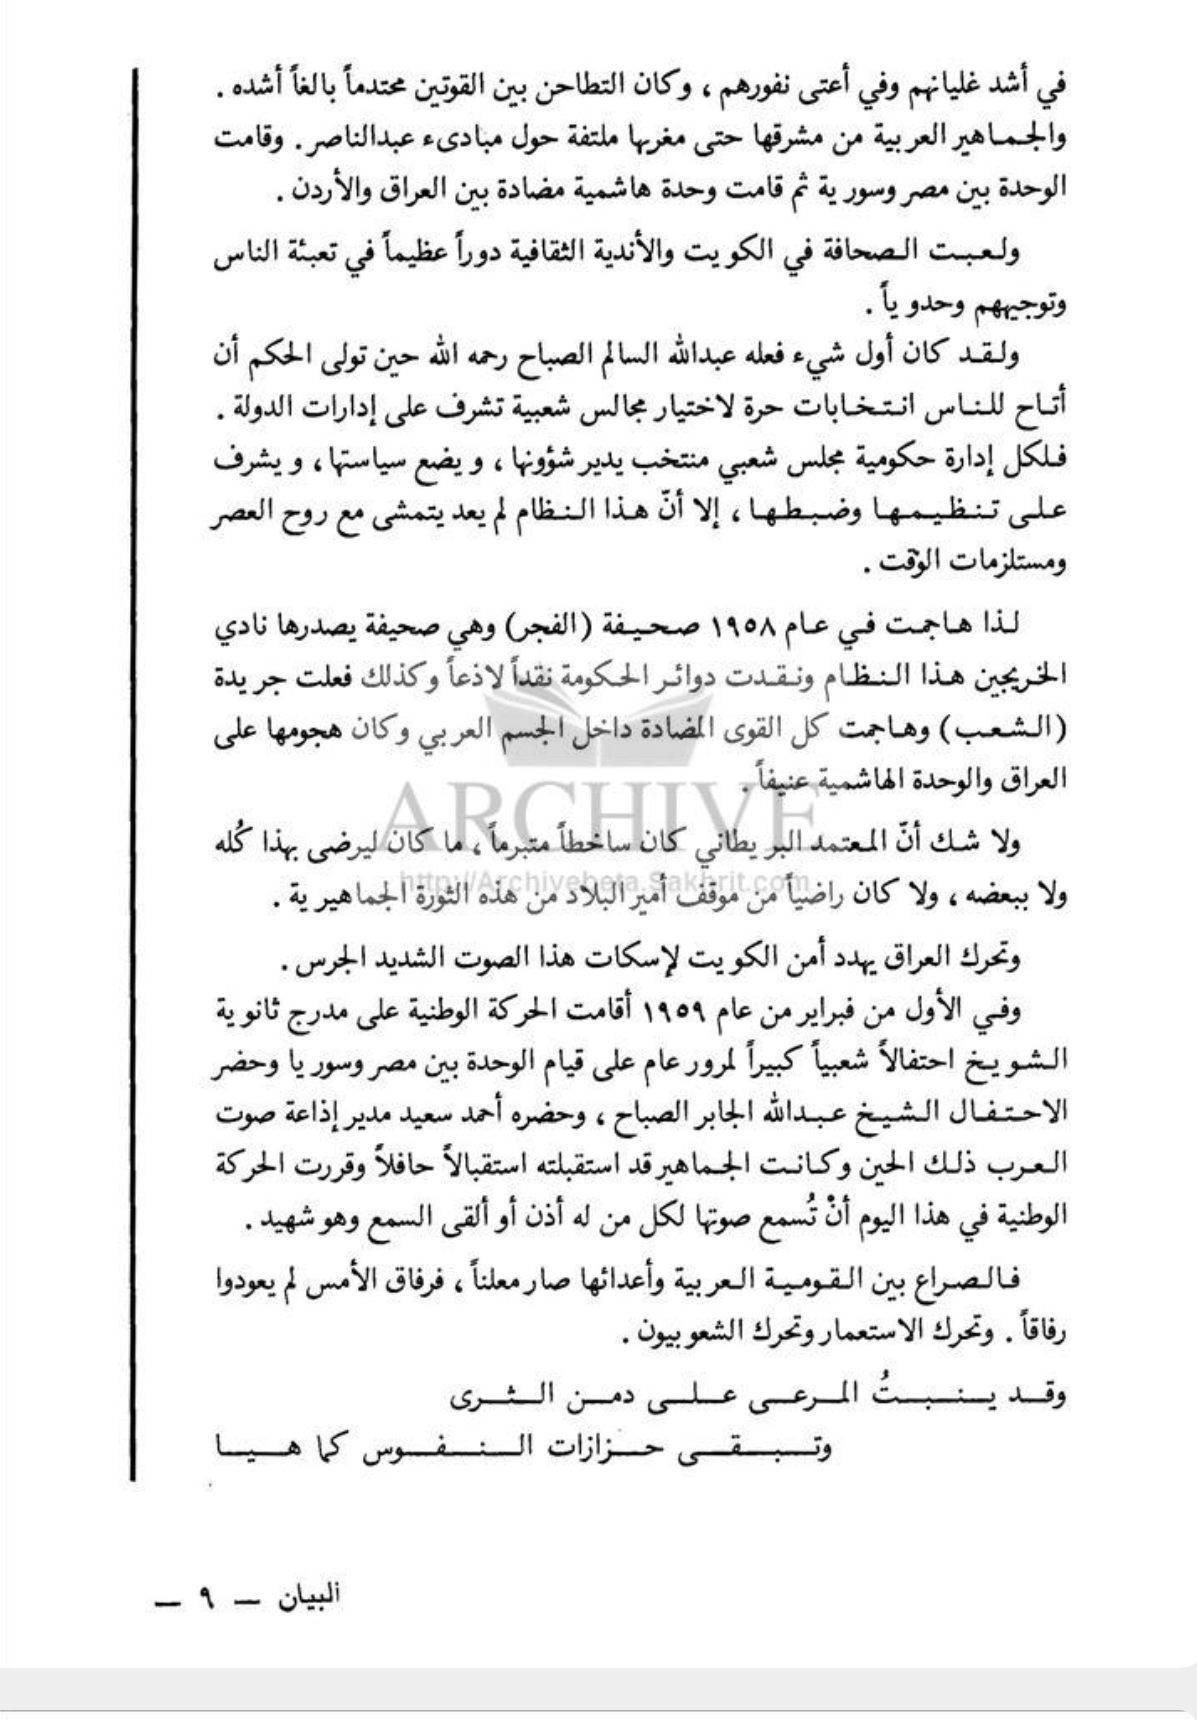 في أشد غليانهم وفي أعتى نفورهم ، وكان التطاحن بين القوتين محتدماً بالغاً أشده .
والجماهير العربية من مشرقها حتى مغربها ملتفة حول مبادىء عبدالناصر . وقامت
الوحدة بين مصر وسورية ثم قامت وحدة هاشمية مضادة بين العراق والأردن .
ولعبت الصحافة في الكويت والأندية الثقافية دوراً عظيماً في تعبئة الناس
وتوجيههم وحدوياً .
ولقد كان أول شيء فعله عبدالله السالم الصباح رحمه الله حين تولى الحكم أن
أتاح للناس انتخابات حرة لاختيار مجالس شعبية تشرف على إدارات الدولة .
فلكل إدارة حكومية مجلس شعبي منتخب يدير شؤونها ، ويضع سياستها ، ويشرف
على تنظيمها وضبطها ، إلا أنّ هذا النظام لم يعد يتمشى مع روح العصر
ومستلزمات الوقت .
لذا هاجمت في عام ١٩٥٨ صحيفة (الفجر) وهي صحيفة يصدرها نادي
الخريجين هذا النظام ونقدت دوائر الحكومة نقداً لاذعاً وكذلك فعلت جريدة
(الشعب) وهاجمت كل القوى المضادة داخل الجسم العربي وكان هجومها على
العراق والوحدة الهاشمية عنيفاً .
ARCHIVE
ولا شك أنّ المعتمد البريطاني كان ساخطاً متبرماً ، ما كان ليرضى بهذا كُله
http://Archivebeta.Sakhrit.com
ولا ببعضه ، ولا كان راضياً من موقف أمير البلاد من هذه الثورة الجماهيرية .
وتحرك العراق يهدد أمن الكويت لإسكات هذا الصوت الشديد الجرس .
وفي الأول من فبراير من عام ١٩٥٩ أقامت الحركة الوطنية على مدرج ثانوية
الشويخ احتفالاً شعبياً كبيراً لمرور عام على قيام الوحدة بين مصر وسوريا وحضر
الاحتفال الشيخ عبدالله الجابر الصباح ، وحضره أحمد سعيد مدير إذاعة صوت
العرب ذلك الحين وكانت الجماهير قد استقبلته استقبالاً حافلاً وقررت الحركة
الوطنية في هذا اليوم أنْ تُسمع صوتها لكل من له أذن أو ألقى السمع وهو شهيد .
فالصراع بين القومية العربية وأعدائها صار معلناً ، فرفاق الأمس لم يعودوا
رفاقاً . وتحرك الاستعمار وتحرك الشعوبيون .
وقد ينبتُ المرعى على دمن الثرى
وتبقى حزازات النفوس كما هيا
البيان — ٩ —